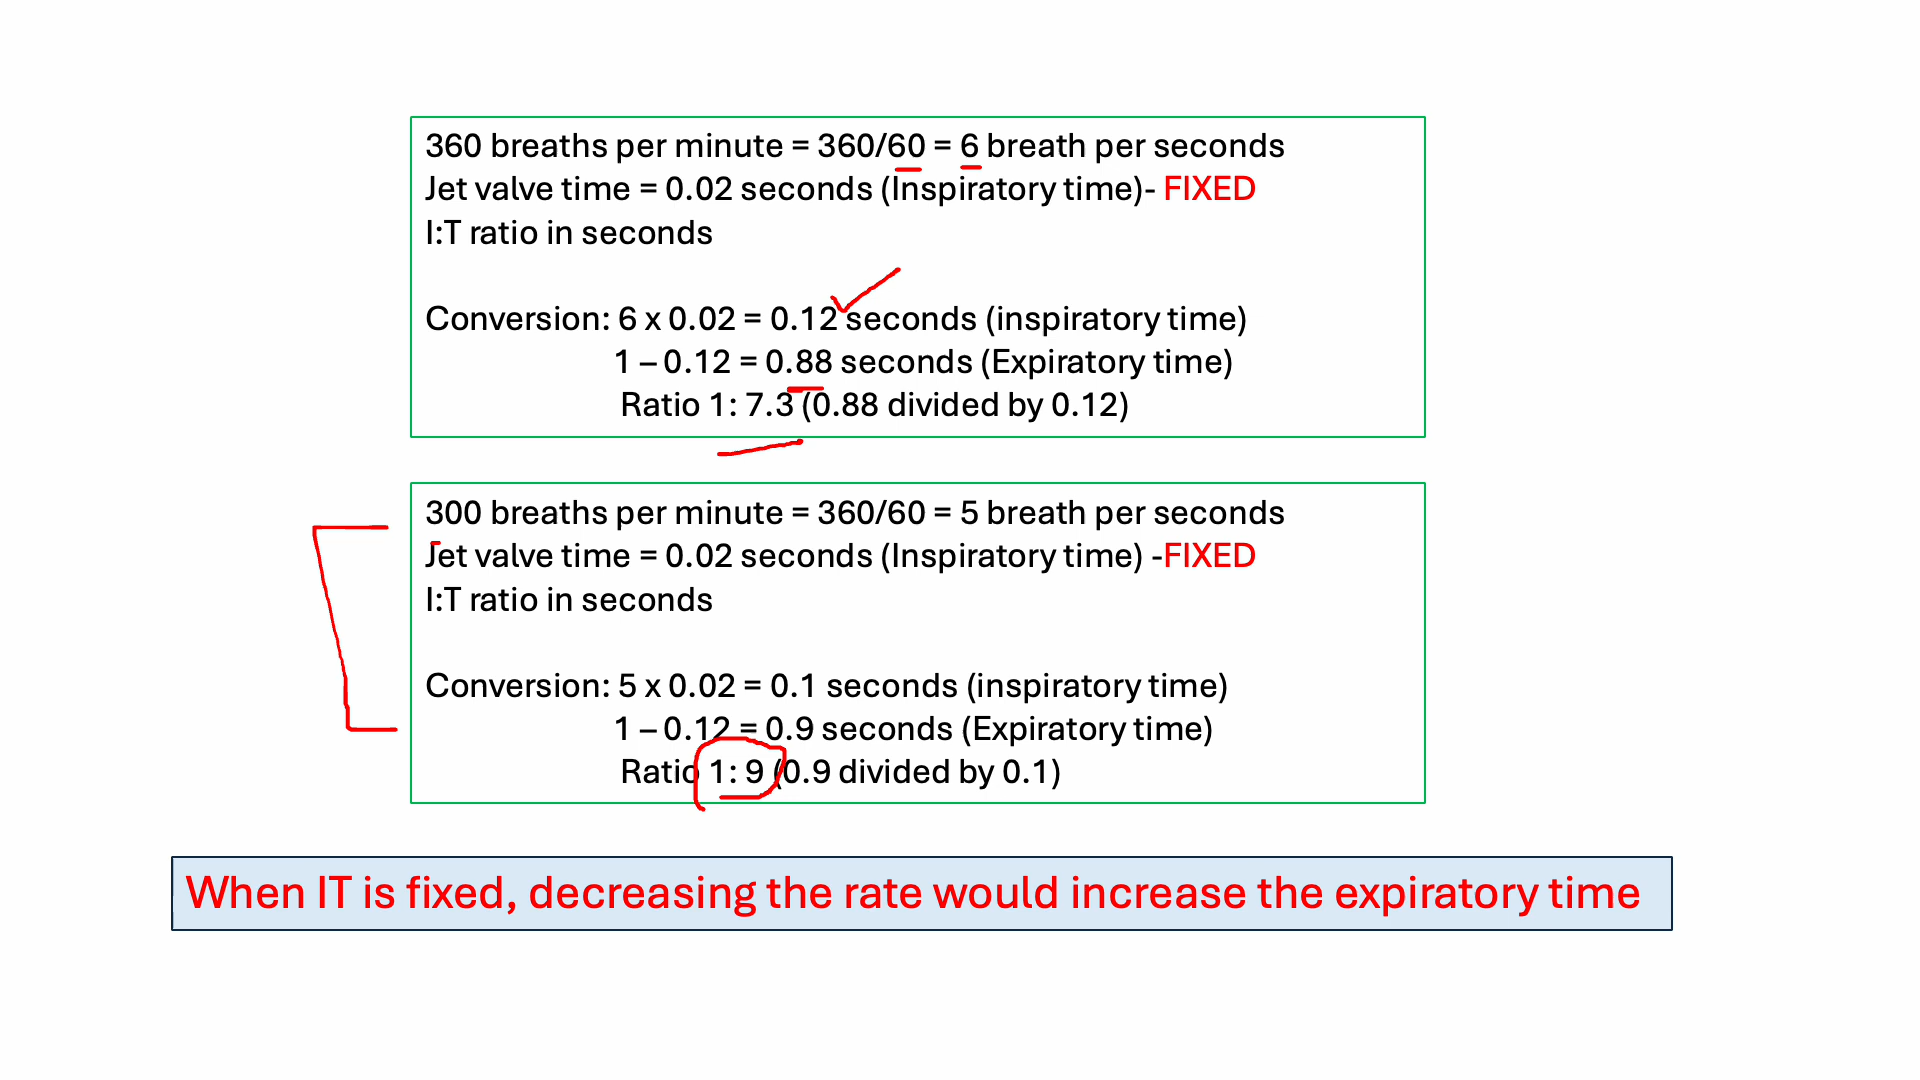 360 breaths per minute = 360/60 = 6 breath per seconds
Jet valve time = 0.02 seconds (Inspiratory time)- FIXED
I:T ratio in seconds
Conversion: 6 x 0.02 = 0.12 seconds (inspiratory time)
1 – 0.12 = 0.88 seconds (Expiratory time)
Ratio 1: 7.3 (0.88 divided by 0.12)
300 breaths per minute = 360/60 = 5 breath per seconds
Jet valve time = 0.02 seconds (Inspiratory time) -FIXED
I:T ratio in seconds
Conversion: 5 x 0.02 = 0.1 seconds (inspiratory time)
1 – 0.12 = 0.9 seconds (Expiratory time)
Ratio 1: 9 (0.9 divided by 0.1)
When IT is fixed, decreasing the rate would increase the expiratory time